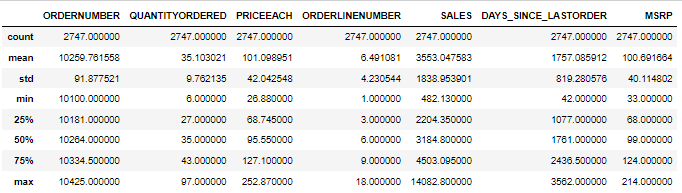 ORDERNUMBER QUANTITYORDERED PRICEEACH ORDERLINENUMBER SALES DAYS_SINCE_LASTORDER MSRP
count 2747.000000 2747.000000 2747.000000 2747.000000 2747.000000 2747.000000 2747.000000
mean 10259.761558 35.103021 101.098951 6.491081 3553.047583 1757.085912 100.691664
std 91.877521 9.762135 42.042548 4.230544 1838.953901 819.280576 40.114802
min 10100.000000 6.000000 26.880000 1.000000 482.130000 42.000000 33.000000
25% 10181.000000 27.000000 68.745000 3.000000 2204.350000 1077.000000 68.000000
50% 10264.000000 35.000000 95.550000 6.000000 3184.800000 1761.000000 99.000000
75% 10334.500000 43.000000 127.100000 9.000000 4503.095000 2436.500000 124.000000
max 10425.000000 97.000000 252.870000 18.000000 14082.800000 3562.000000 214.000000